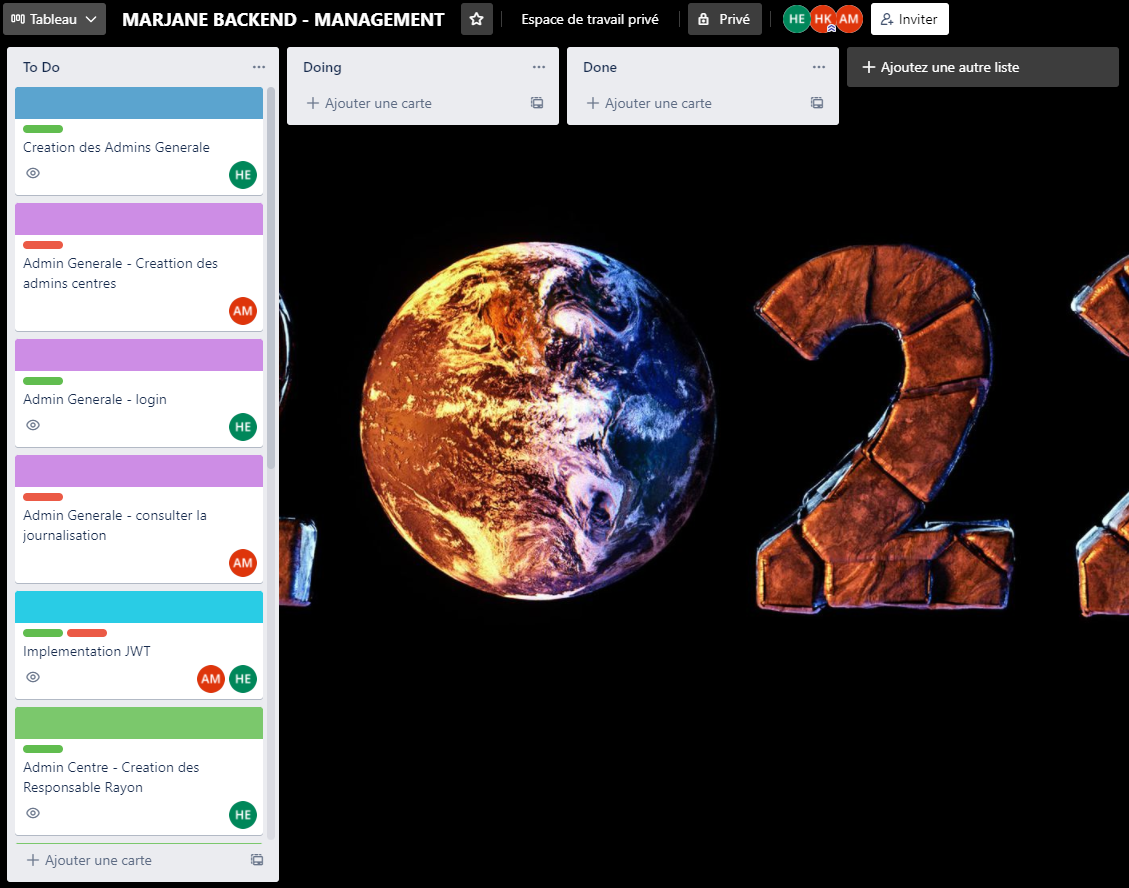 Tableau
MARJANE BACKEND - MANAGEMENT
Espace de travail privé
Privé
HE
HK
AM
Inviter
To Do
Creation des Admins Generale
HE
Admin Generale - Creattion des
admins centres
AM
Admin Generale - login
HE
Admin Generale - consulter la
journalisation
AM
Implementation JWT
AM
HE
Admin Centre - Creation des
Responsable Rayon
HE
+ Ajouter une carte
Doing
+ Ajouter une carte
Done
+ Ajouter une carte
+ Ajoutez une autre liste
2